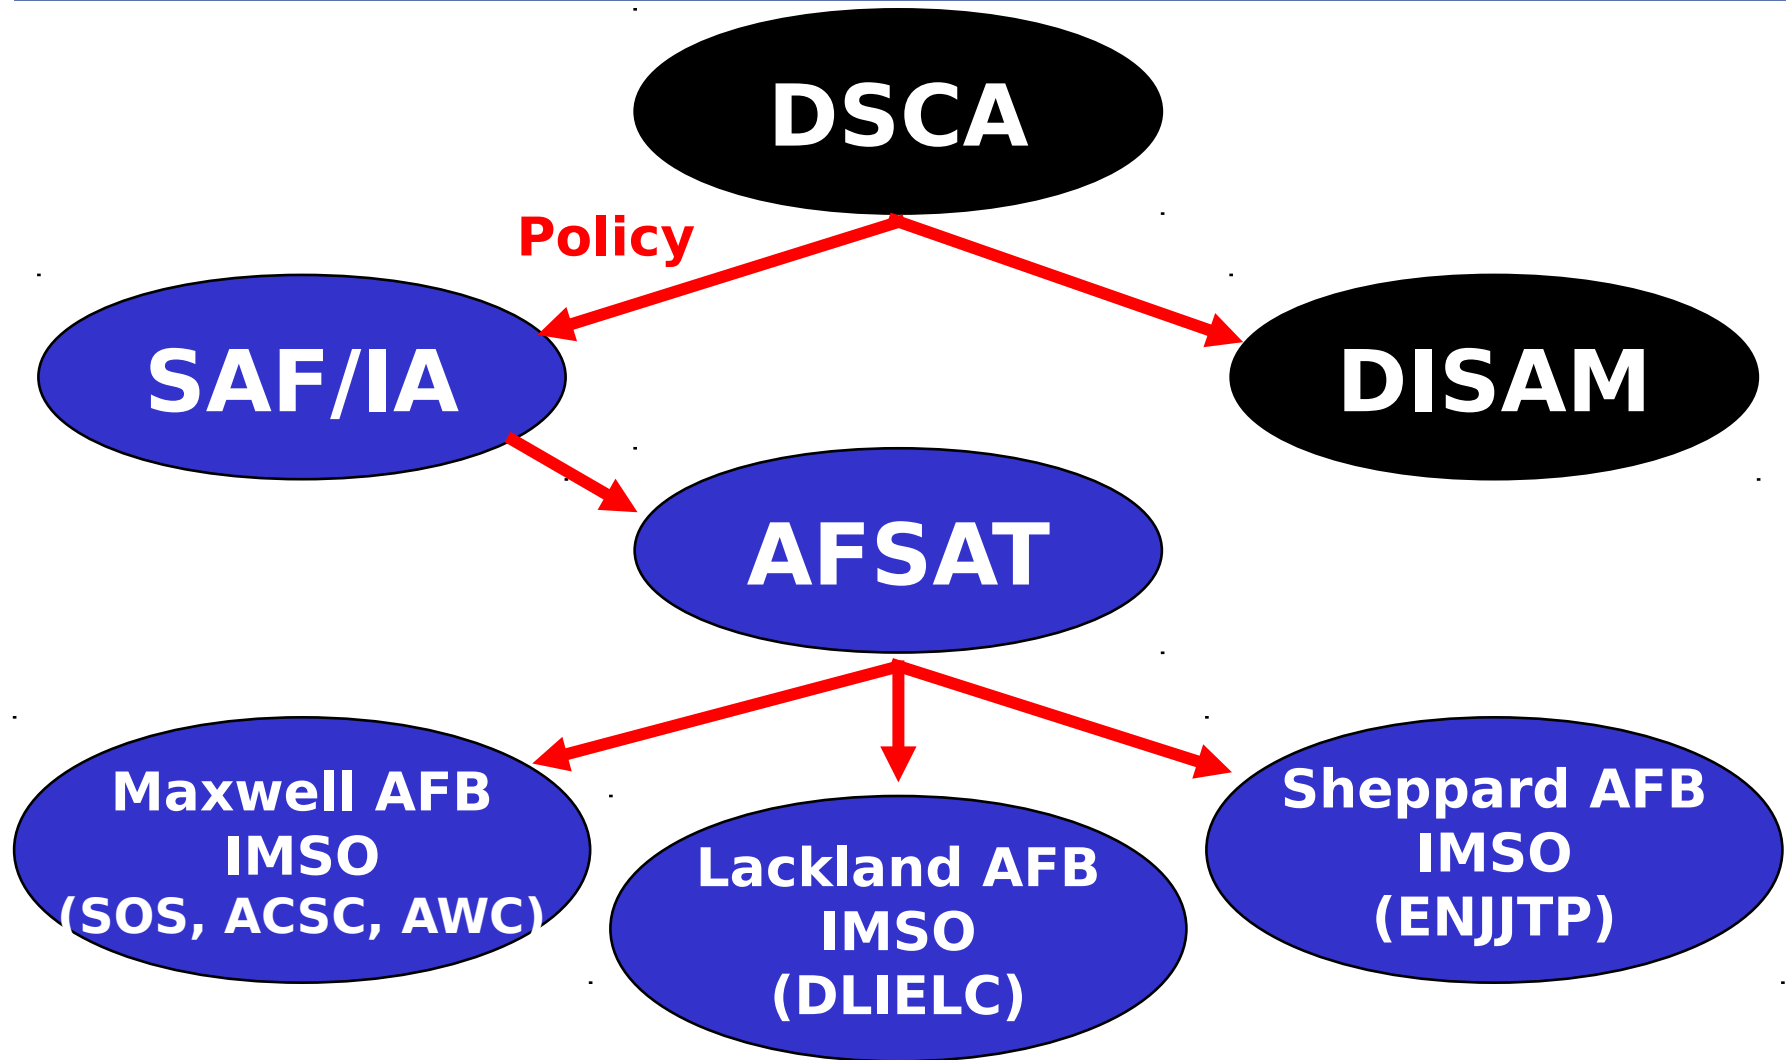 DSCA
Policy
SAF/IA
DISAM
AFSAT
Maxwell AFB
IMSO
(SOS, ACSC, AWC)
Lackland AFB
IMSO
(DLIELC)
Sheppard AFB
IMSO
(ENJJTP)